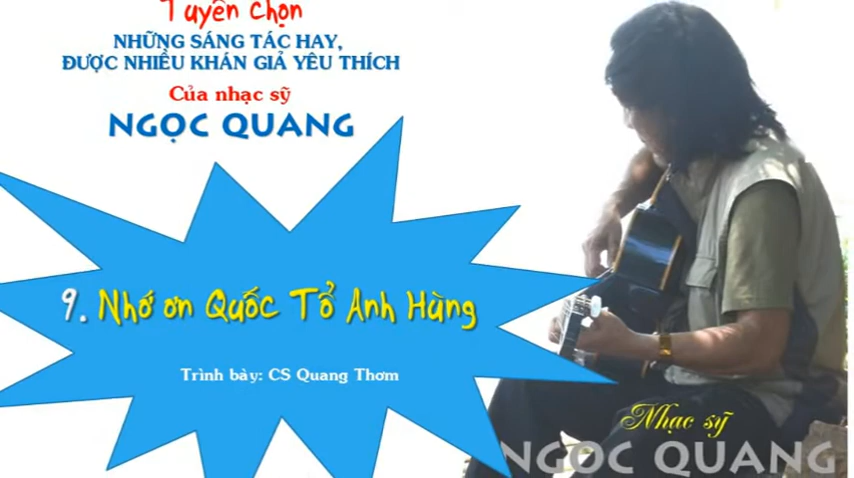 Tuyển chọn
NHỮNG SÁNG TÁC HAY,
ĐƯỢC NHIỀU KHÁN GIẢ YÊU THÍCH
Của nhạc sỹ
NGỌC QUANG
9. Nhớ ơn Quốc Tổ Anh Hùng
Trình bày: CS Quang Thơm
Nhạc sỹ
NGỌC QUANG